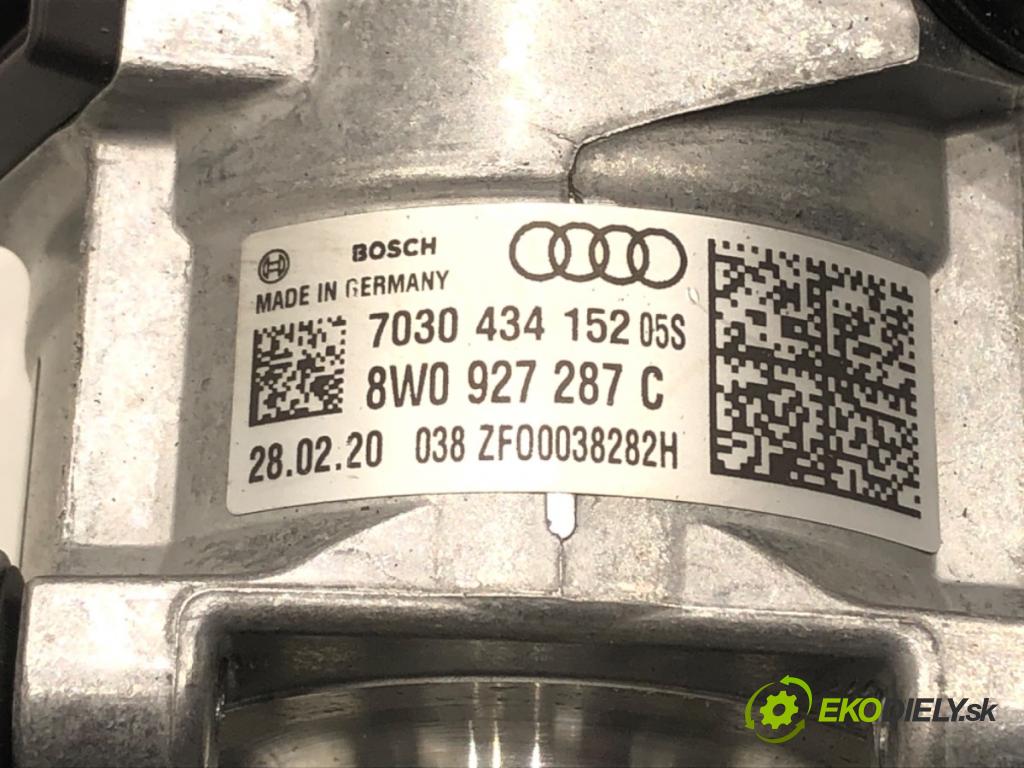 BOSCH
MADE IN GERMANY
7030 434 152 05S
8W0 927 287 C
28.02.20 038 ZF00038282H
EKODIELY.sk